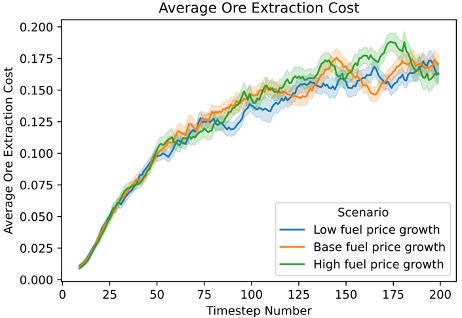 Average Ore Extraction Cost
Average Ore Extraction Cost
0.200
0.175
0.150
0.125
0.100
0.075
0.050
0.025
0.000
Scenario
Low fuel price growth
Base fuel price growth
High fuel price growth
0 25 50 75 100 125 150 175 200
Timestep Number